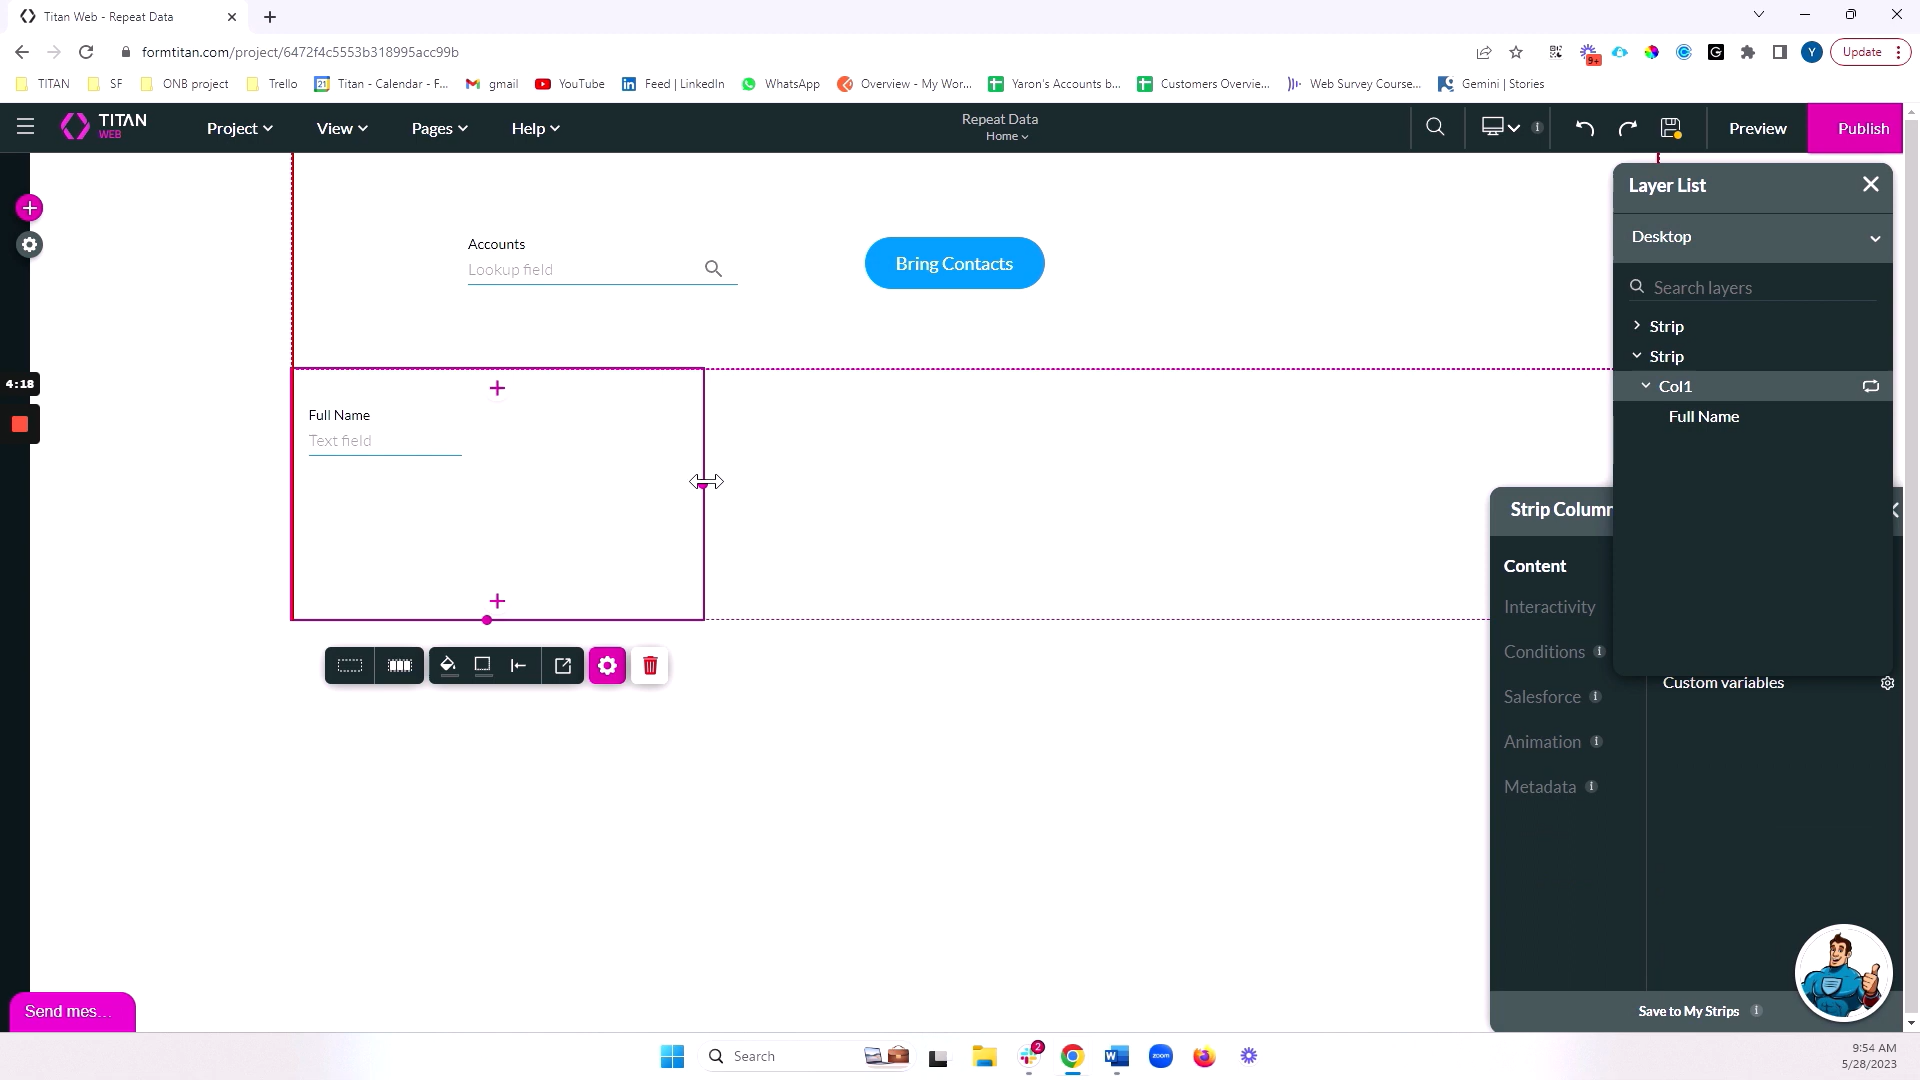 Titan Web - Repeat Data
formtitan.com/project/6472f4c5553b318995acc99b
9+
Y
Update
TITAN
SF
ONB project
Trello
Titan - Calendar - F...
gmail
YouTube
Feed | LinkedIn
WhatsApp
Overview - My Wor...
Yaron's Accounts b...
Customers Overvie...
Web Survey Course...
Gemini | Stories
TITAN
WEB
Project
View
Pages
Help
Repeat Data
Home
Preview
Publish
Layer List
Desktop
Search layers
Strip
Strip
Col1
Full Name
Accounts
Lookup field
Bring Contacts
4:18
Full Name
Text field
Strip Column
Content
Interactivity
Conditions
Salesforce
Animation
Metadata
Custom variables
Save to My Strips
Send mes...
Search
2
zoom
9:54 AM
5/28/2023